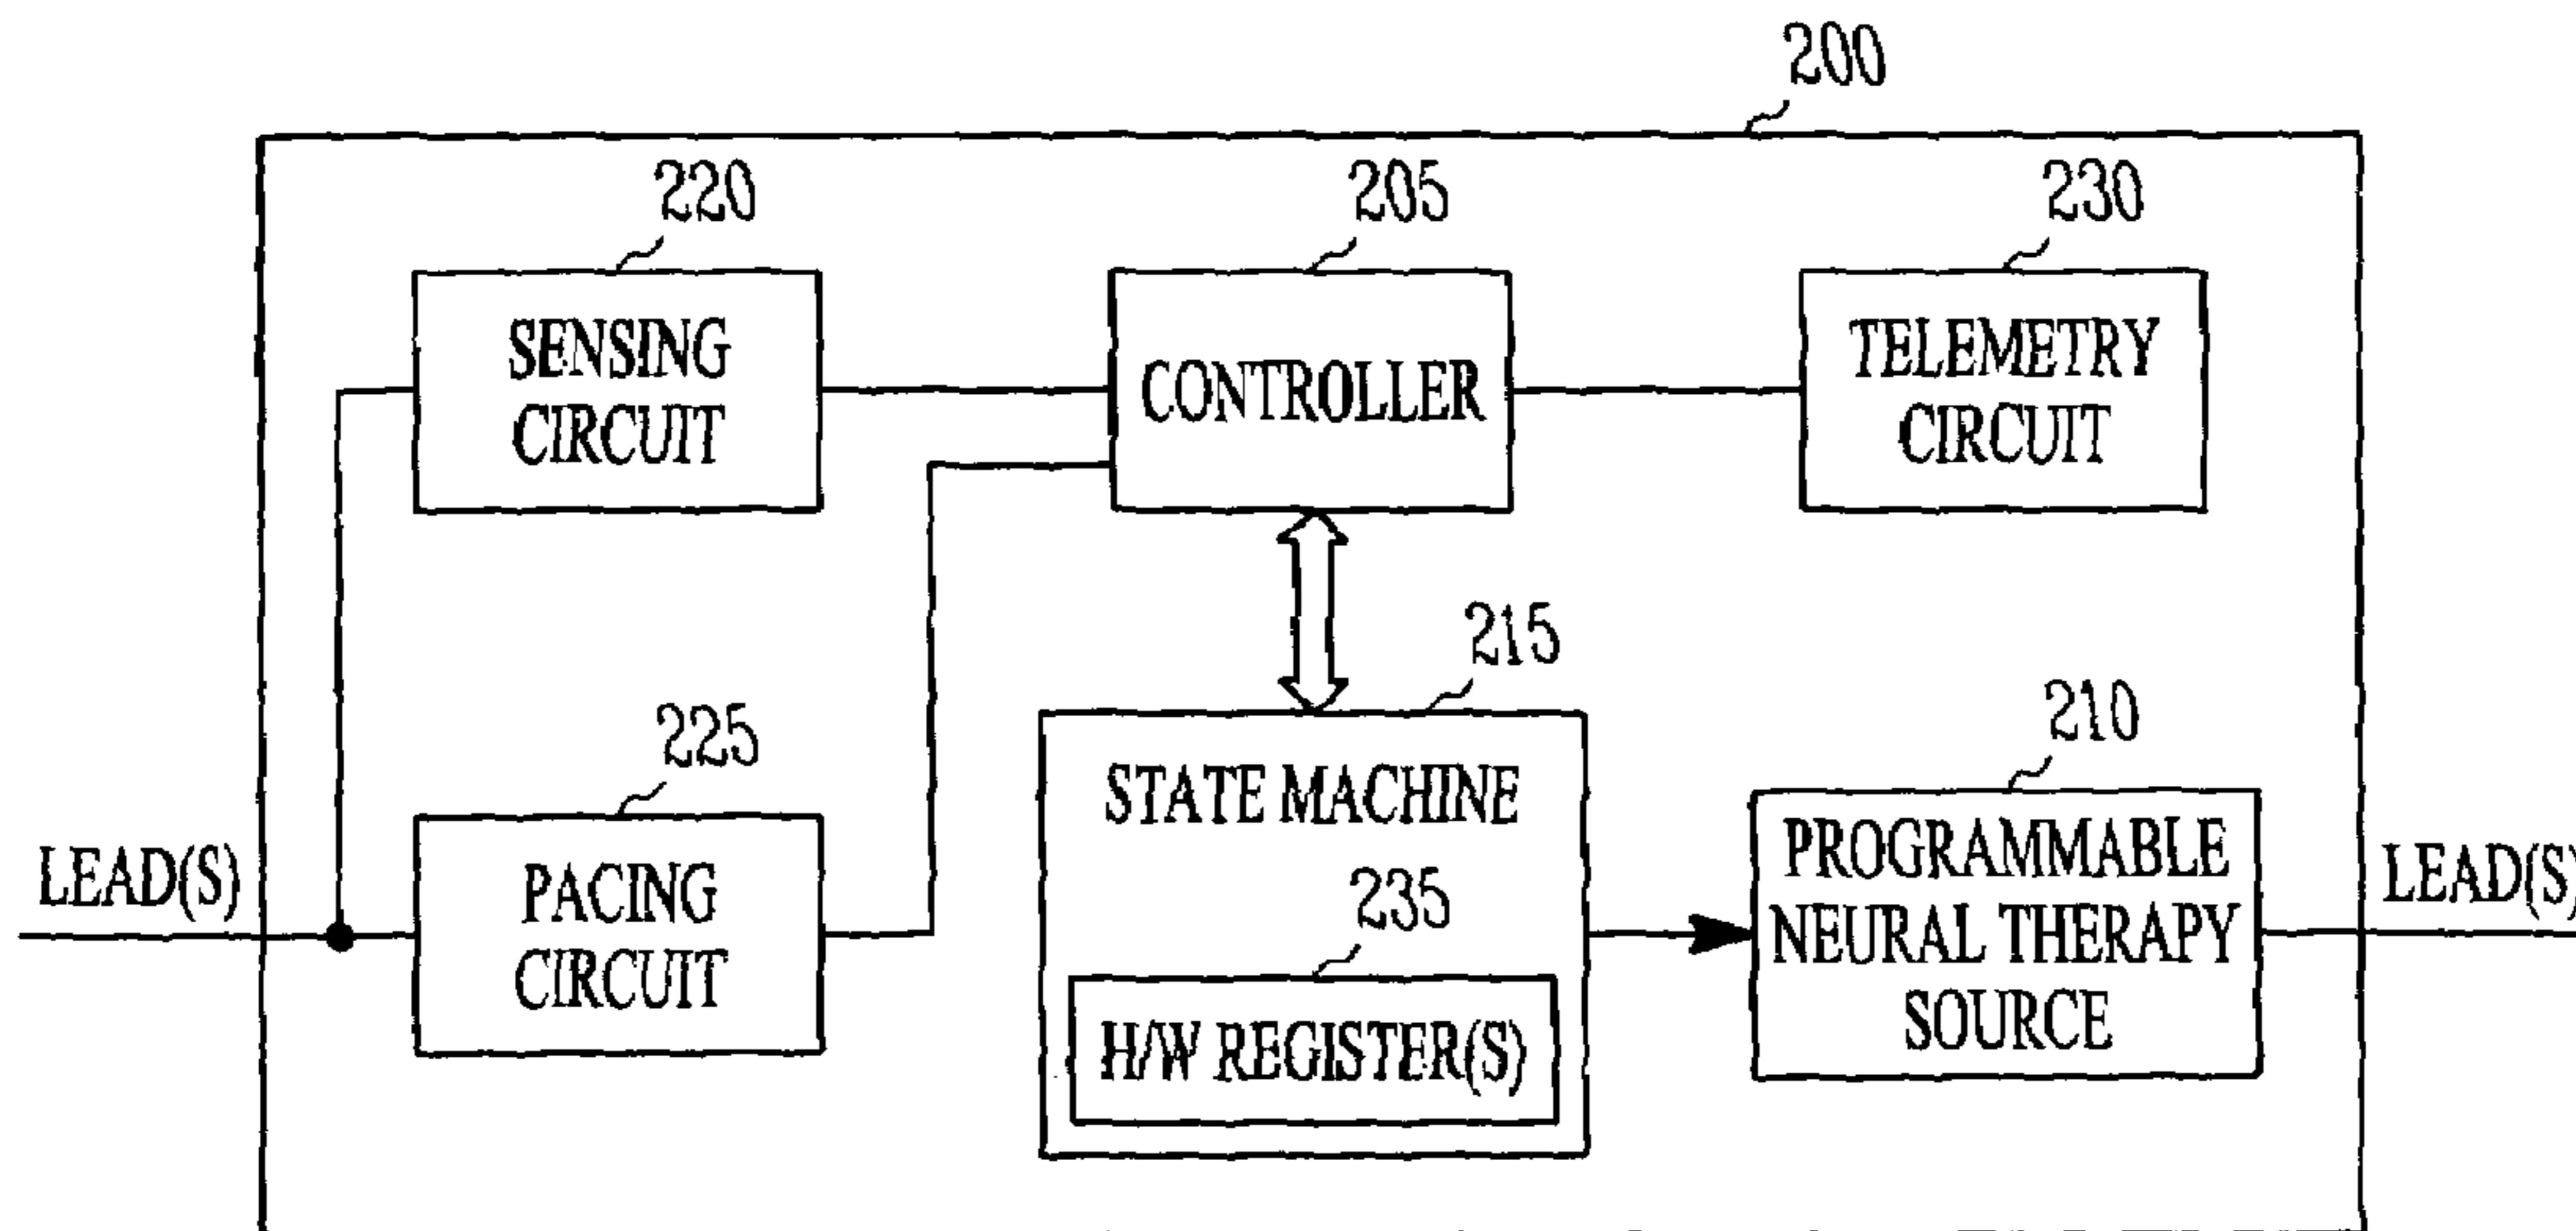 200
220
205
230
SENSING
CIRCUIT
CONTROLLER
TELEMETRY
CIRCUIT
215
225
210
STATE MACHINE
LEAD(S)
PACING
CIRCUIT
235
H/W REGISTER(S)
PROGRAMMABLE
NEURAL THERAPY
SOURCE
LEAD(S)